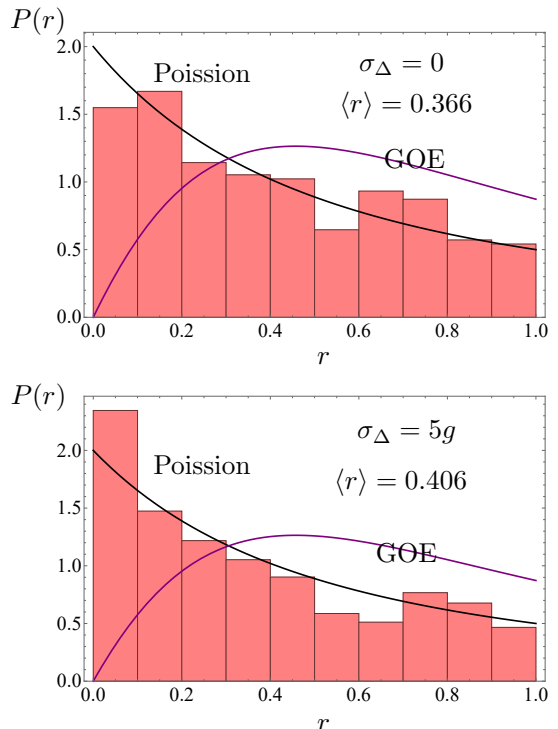 P(r)
2.0
Poission
σ_Δ = 0
1.5
⟨r⟩ = 0.366
GOE
1.0
0.5
0.0
0.0 0.2 0.4 0.6 0.8 1.0
r
P(r)
σ_Δ = 5g
2.0
Poission
⟨r⟩ = 0.406
1.5
GOE
1.0
0.5
0.0
0.0 0.2 0.4 0.6 0.8 1.0
r